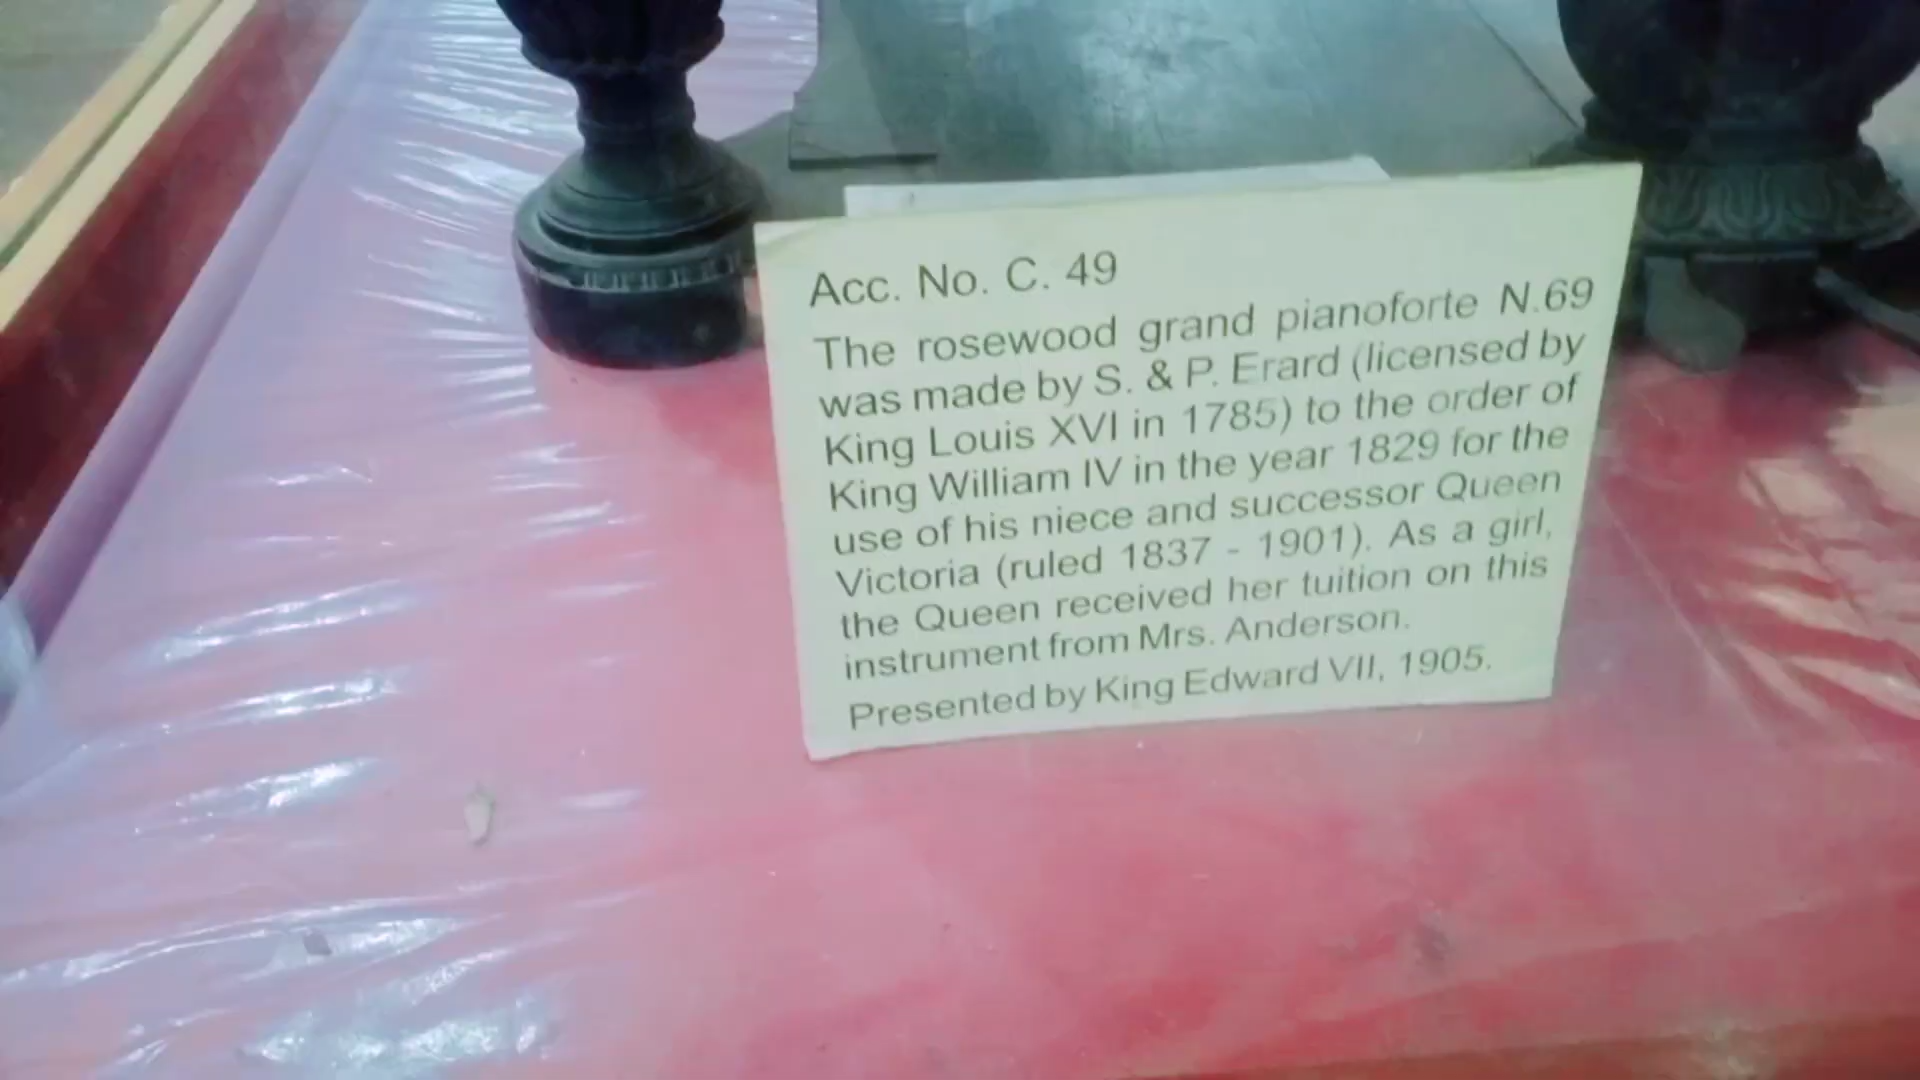 Acc. No. C. 49
The rosewood grand pianoforte N.69
was made by S. & P. Erard (licensed by
King Louis XVI in 1785) to the order of
King William IV in the year 1829 for the
use of his niece and successor Queen
Victoria (ruled 1837 - 1901). As a girl,
the Queen received her tuition on this
instrument from Mrs. Anderson.
Presented by King Edward VII, 1905.